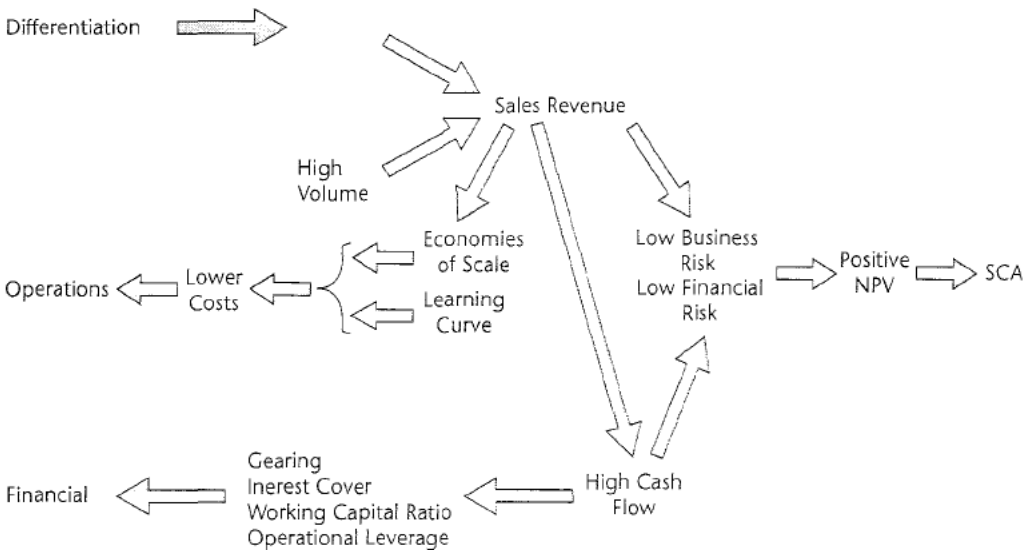 Differentiation
Sales Revenue
High
Volume
Economies
of Scale
Learning
Curve
Lower
Costs
Operations
Low Business
Risk
Low Financial
Risk
Positive
NPV
SCA
High Cash
Flow
Gearing
Inerest Cover
Working Capital Ratio
Operational Leverage
Financial